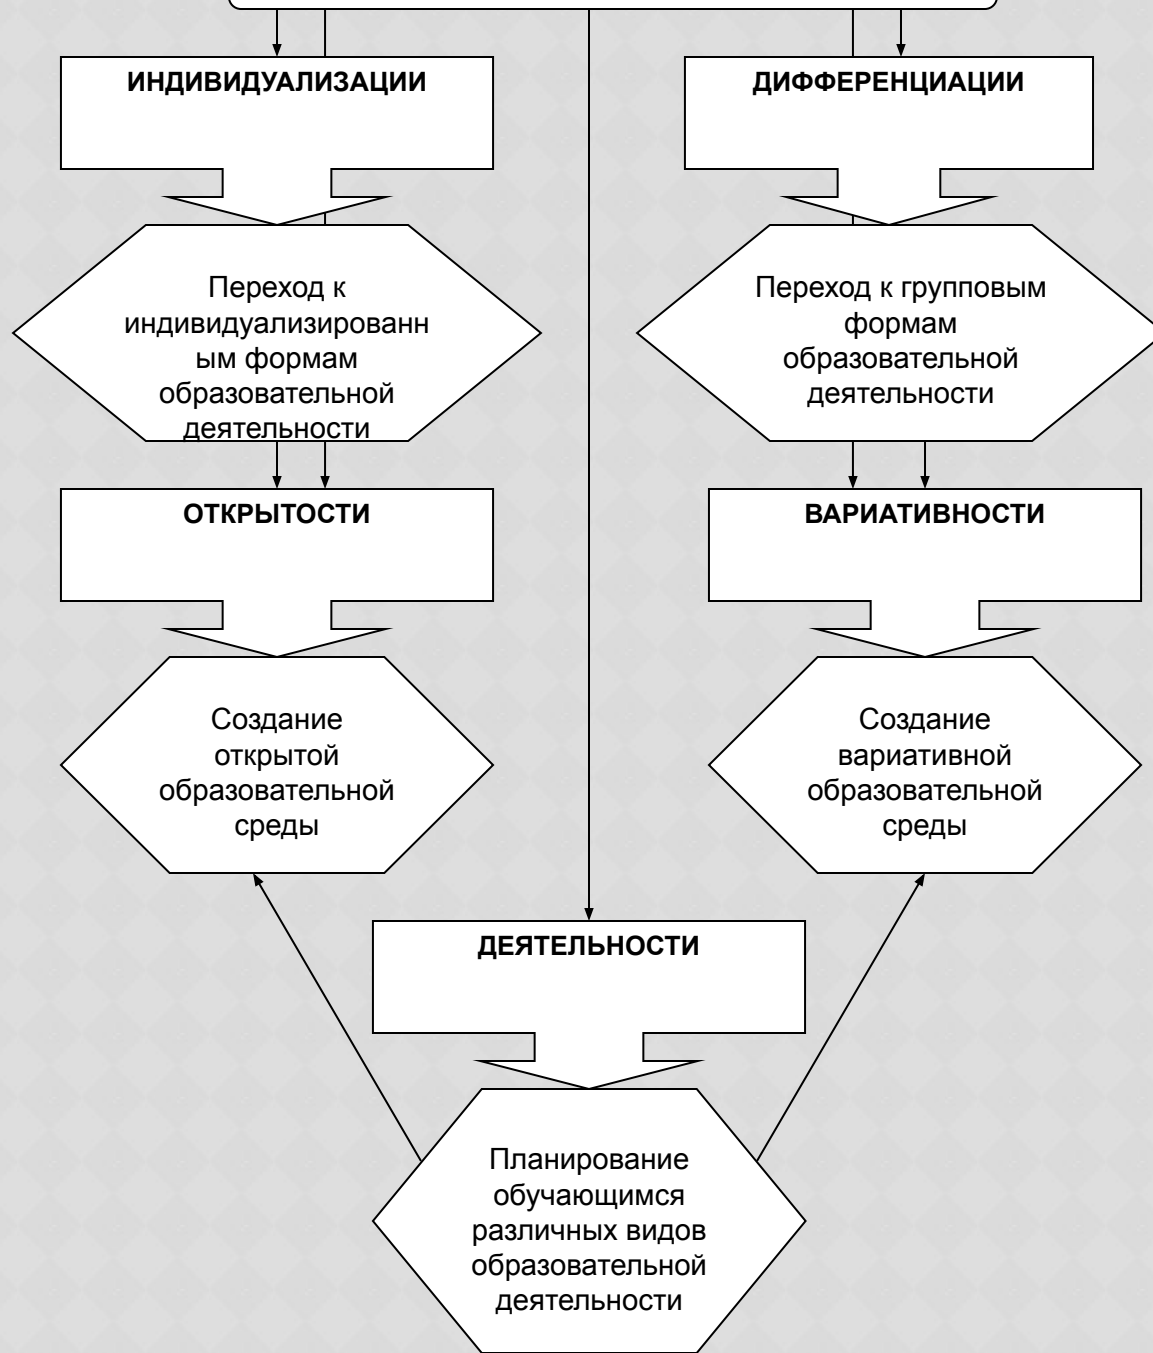 ИНДИВИДУАЛИЗАЦИИ
ДИФФЕРЕНЦИАЦИИ
Переход к
индивидуализированн
ым формам
образовательной
деятельности
Переход к групповым
формам
образовательной
деятельности
ОТКРЫТОСТИ
ВАРИАТИВНОСТИ
Создание
открытой
образовательной
среды
Создание
вариативной
образовательной
среды
ДЕЯТЕЛЬНОСТИ
Планирование
обучающимся
различных видов
образовательной
деятельности